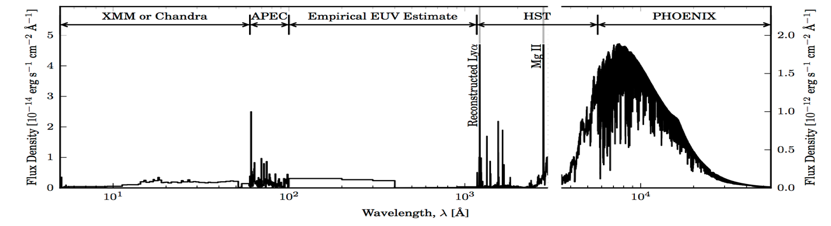 XMM or Chandra APEC Empirical EUV Estimate HST PHOENIX
Flux Density [10⁻¹⁴ erg s⁻¹ cm⁻² Å⁻¹]
5
4
3
2
1
0
Reconstructed Lyα
Mg II
2.0
1.5
1.0
0.5
0.0
Flux Density [10⁻¹² erg s⁻¹ cm⁻² Å⁻¹]
10¹ 10² 10³ 10⁴
Wavelength, λ [Å]